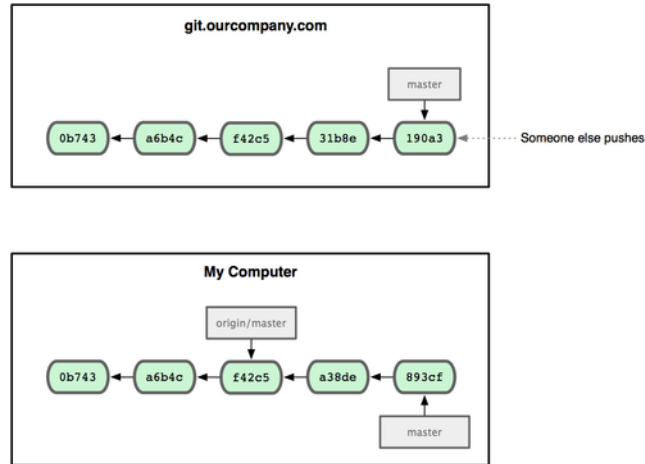 git.ourcompany.com
master
0b743 a6b4c f42c5 31b8e 190a3 Someone else pushes
My Computer
origin/master
0b743 a6b4c f42c5 a38de 893cf
master